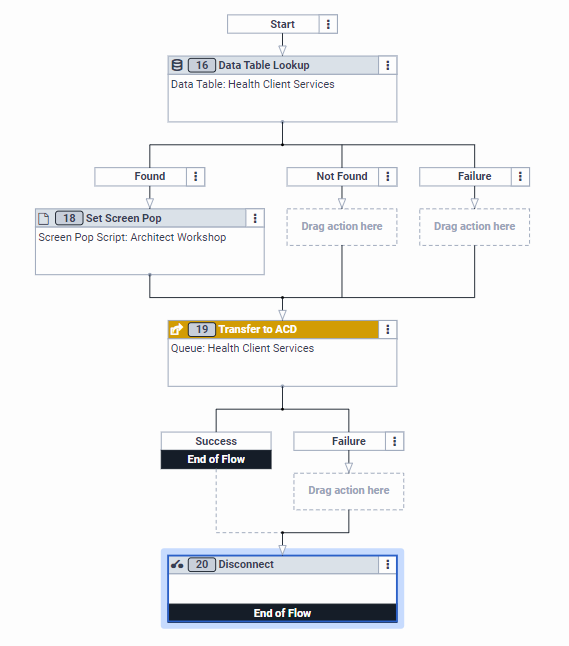 Start
16 Data Table Lookup
Data Table: Health Client Services
Found
Not Found
Failure
18 Set Screen Pop
Screen Pop Script: Architect Workshop
Drag action here
Drag action here
19 Transfer to ACD
Queue: Health Client Services
Success
End of Flow
Failure
Drag action here
20 Disconnect
End of Flow